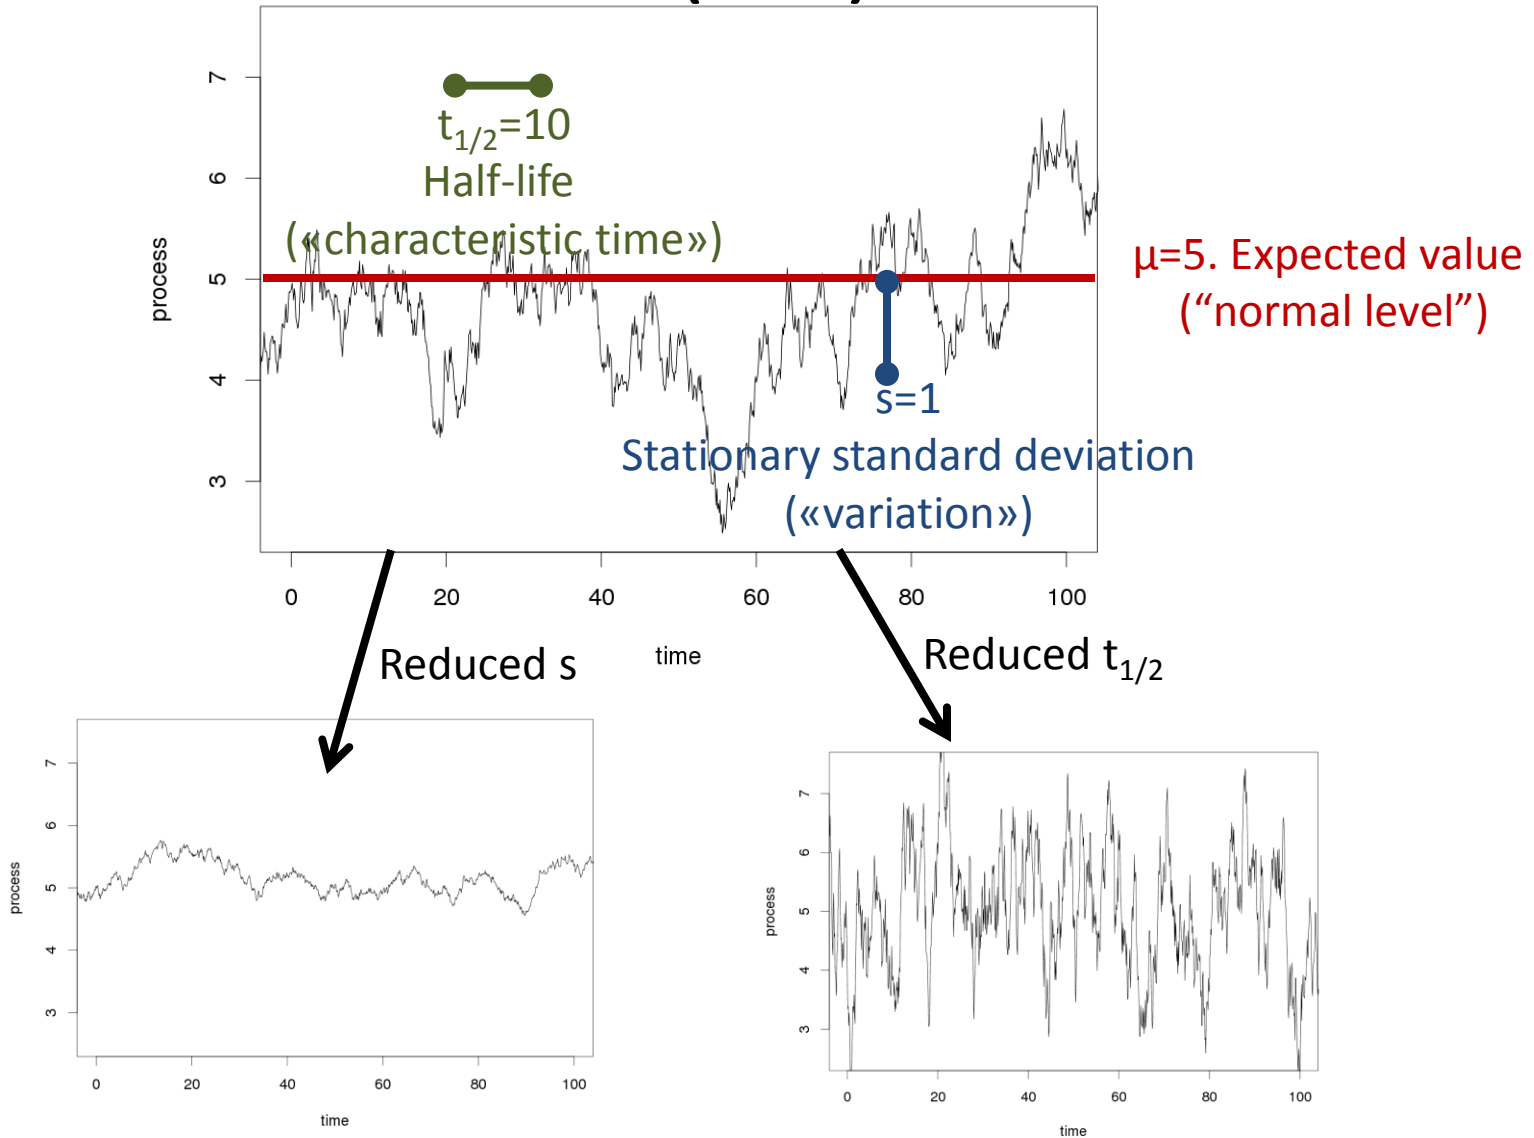 7
6
5
4
3
process
t1/2=10
Half-life
(«characteristic time»)
μ=5. Expected value
(“normal level”)
s=1
Stationary standard deviation
(«variation»)
0 20 40 60 80 100
time
Reduced s
Reduced t1/2
7
6
5
4
3
process
0 20 40 60 80 100
time
7
6
5
4
3
process
0 20 40 60 80 100
time